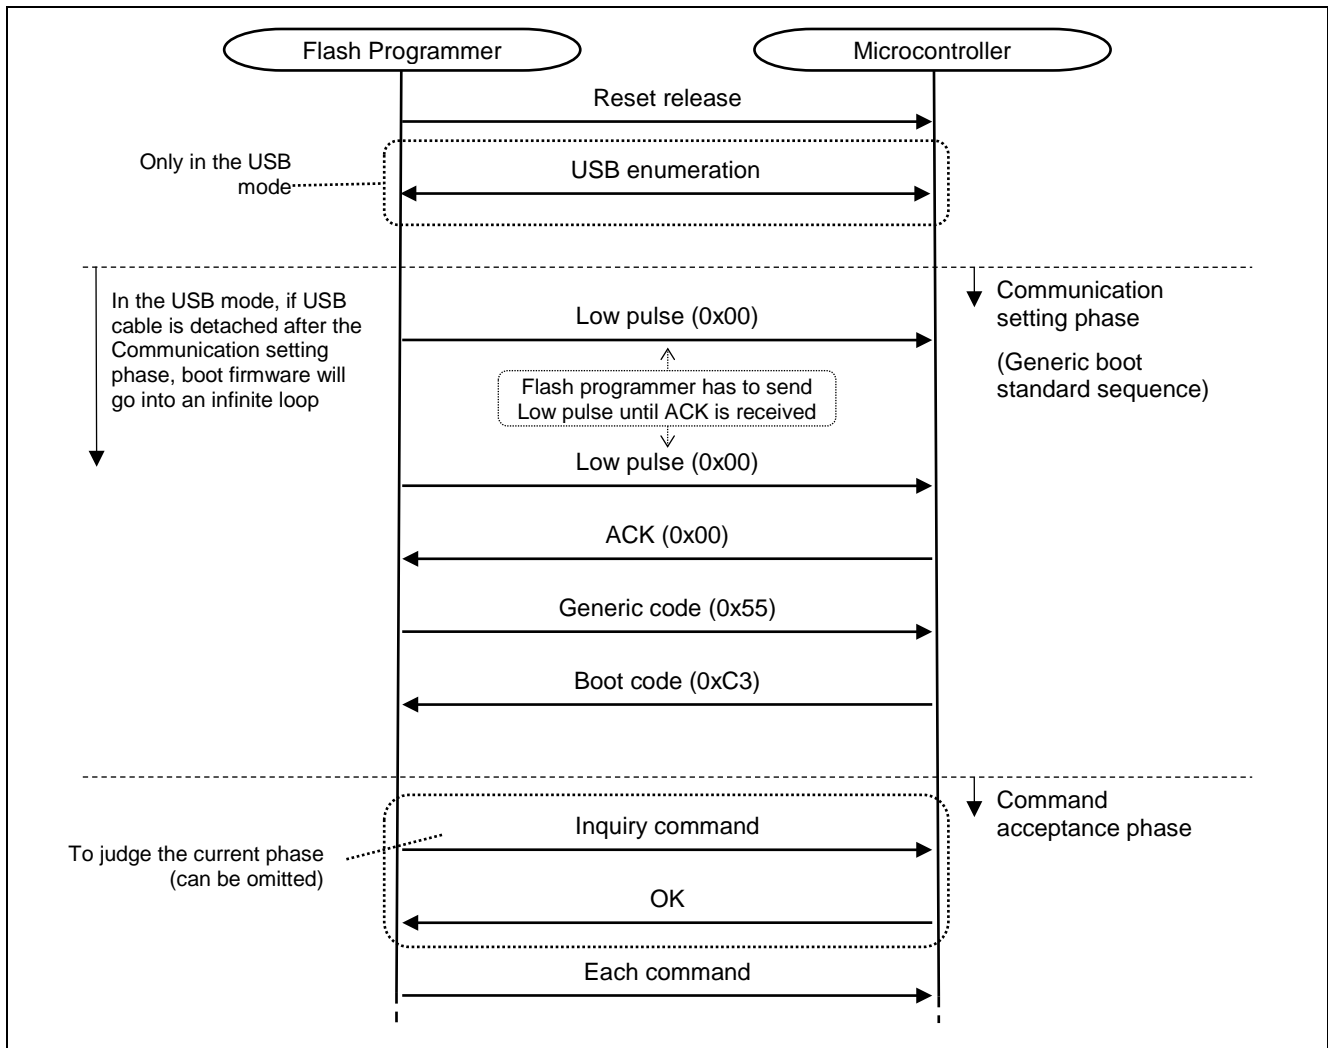 Flash Programmer
Microcontroller
Reset release
Only in the USB
mode
USB enumeration
In the USB mode, if USB
cable is detached after the
Communication setting
phase, boot firmware will
go into an infinite loop
Communication
setting phase
(Generic boot
standard sequence)
Low pulse (0x00)
Flash programmer has to send
Low pulse until ACK is received
Low pulse (0x00)
ACK (0x00)
Generic code (0x55)
Boot code (0xC3)
Command
acceptance phase
Inquiry command
To judge the current phase
(can be omitted)
OK
Each command